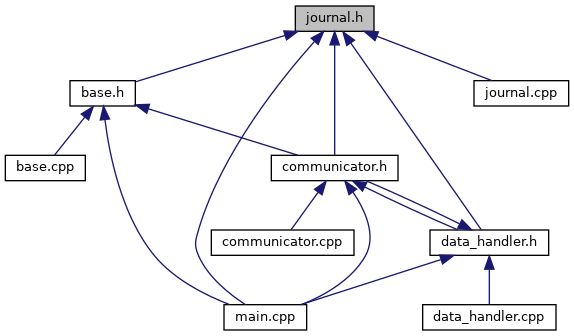 journal.h
base.h
journal.cpp
base.cpp
communicator.h
communicator.cpp
data_handler.h
main.cpp
data_handler.cpp